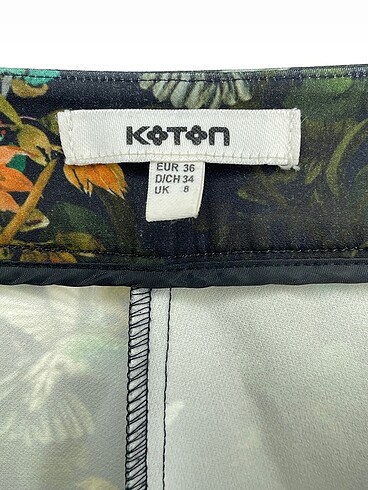 KOTON
EUR 36
D/CH 34
UK 8